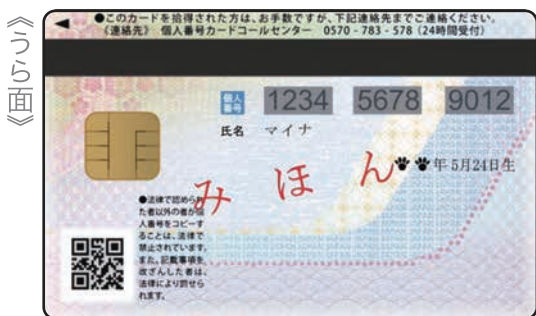 《うら面》
●このカードを拾得された方は、お手数ですが、下記連絡先までご連絡ください。
《連絡先》 個人番号カードコールセンター 0570-783-578（24時間受付）
個人番号 1234 5678 9012
氏名 マイナ
年5月24日生
みほん
●法律で認められ
た者以外の者が個
人番号をコピーす
ることは、法律で
禁止されています。
また、記載事項を
改ざんした者は、
法律により罰せら
れます。